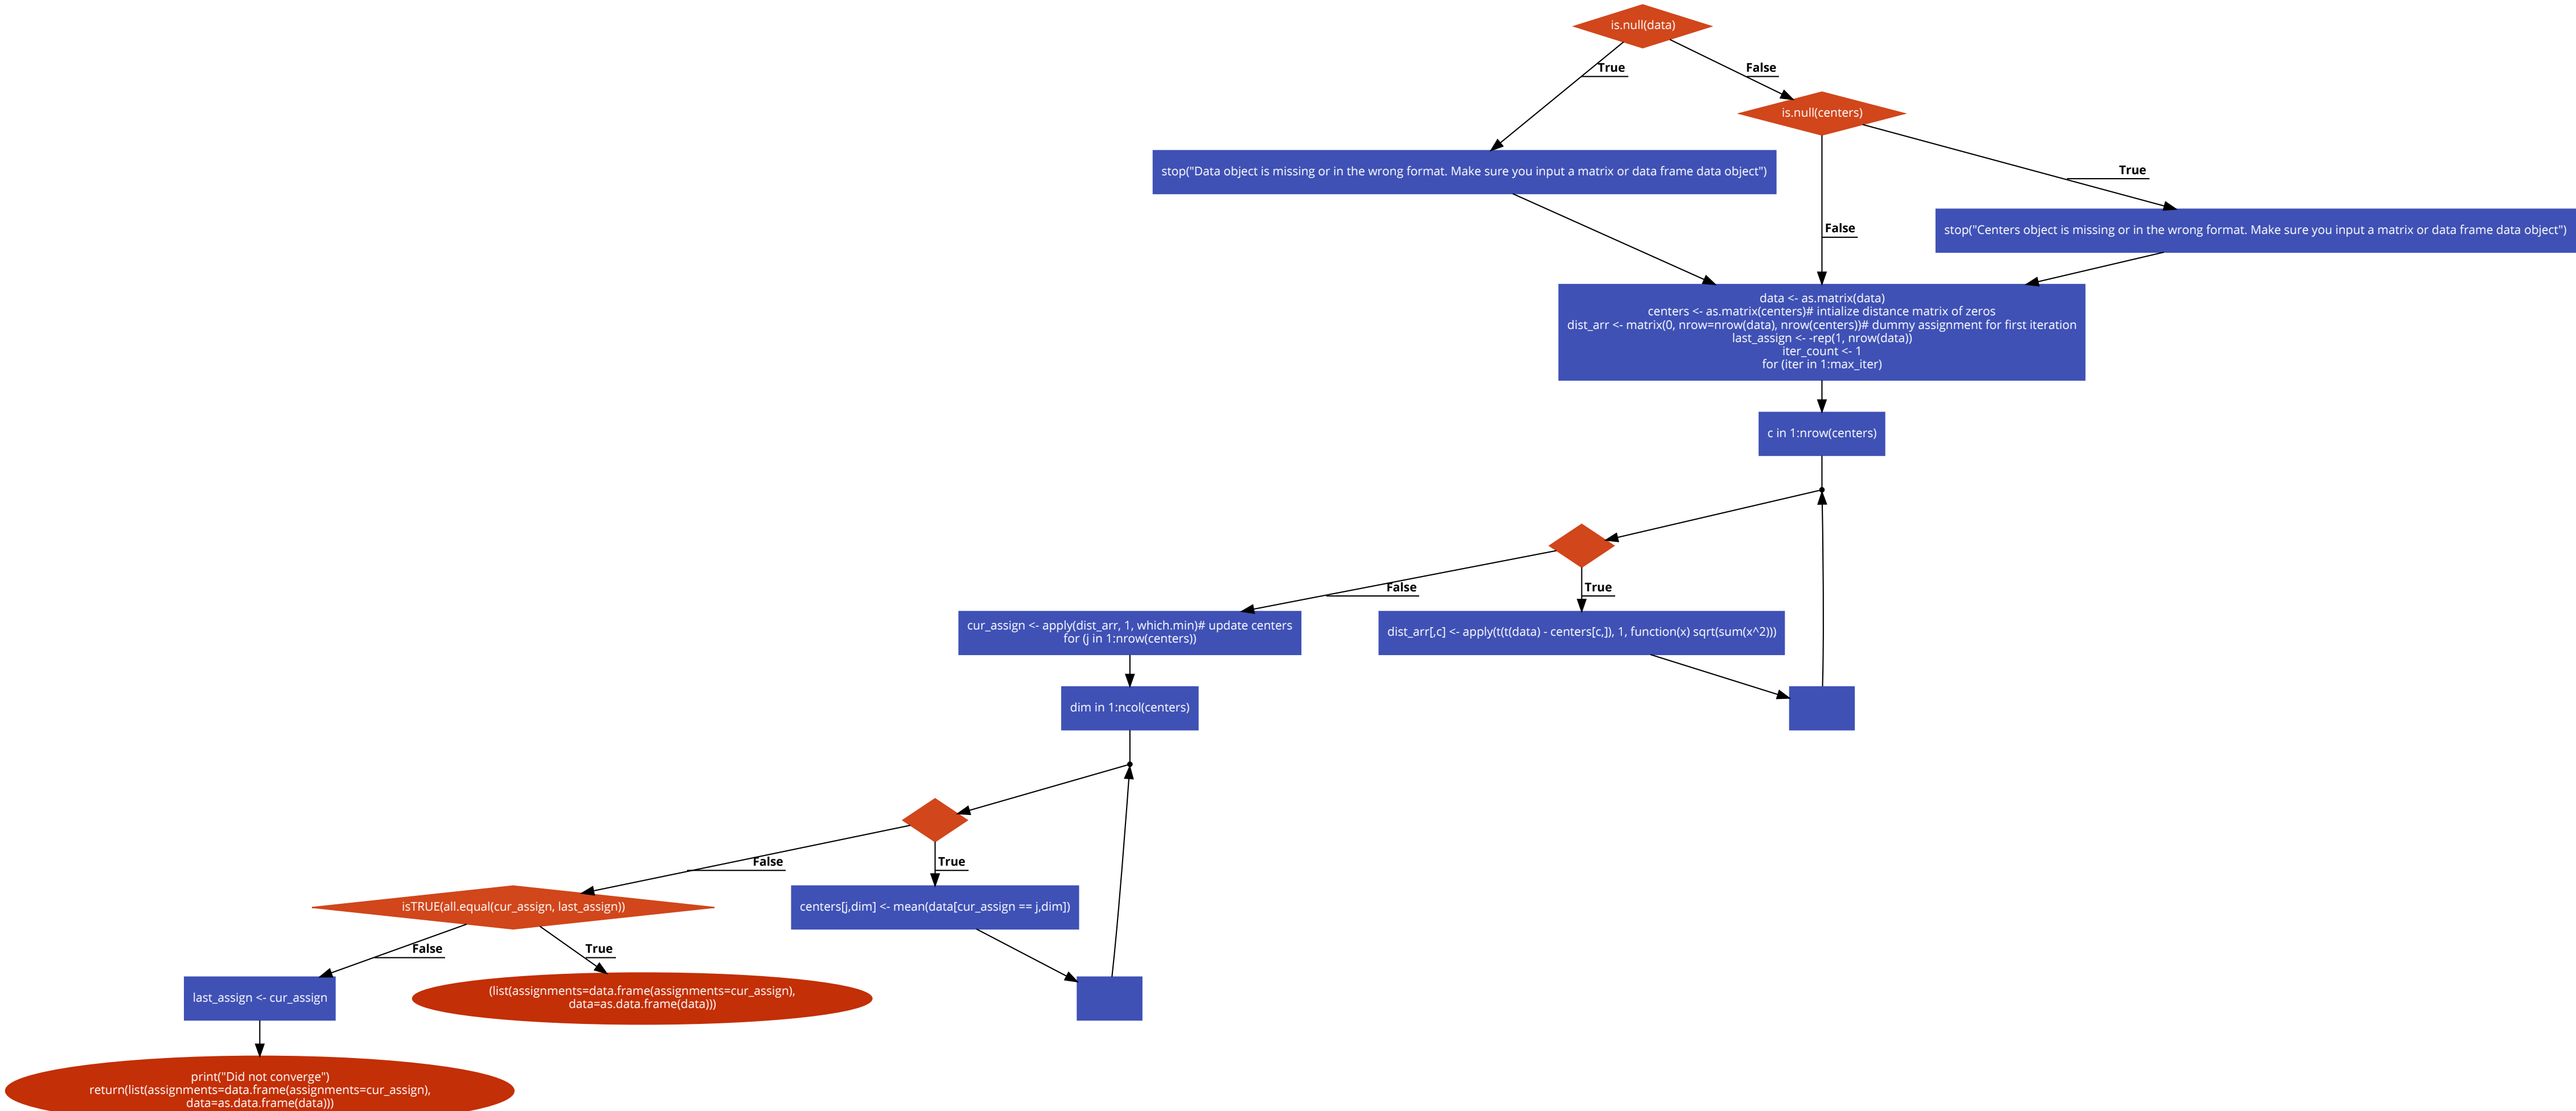 is.null(data)
True
False
is.null(centers)
stop("Data object is missing or in the wrong format. Make sure you input a matrix or data frame data object")
True
False
stop("Centers object is missing or in the wrong format. Make sure you input a matrix or data frame data object")
data <- as.matrix(data)
centers <- as.matrix(centers)# intialize distance matrix of zeros
dist_arr <- matrix(0, nrow=nrow(data), nrow(centers))# dummy assignment for first iteration
last_assign <- -rep(1, nrow(data))
iter_count <- 1
for (iter in 1:max_iter)
c in 1:nrow(centers)
False
True
cur_assign <- apply(dist_arr, 1, which.min)# update centers
for (j in 1:nrow(centers))
dist_arr[,c] <- apply(t(t(data) - centers[c,]), 1, function(x) sqrt(sum(x^2)))
dim in 1:ncol(centers)
False
True
isTRUE(all.equal(cur_assign, last_assign))
centers[j,dim] <- mean(data[cur_assign == j,dim])
False
True
last_assign <- cur_assign
(list(assignments=data.frame(assignments=cur_assign),
data=as.data.frame(data)))
print("Did not converge")
return(list(assignments=data.frame(assignments=cur_assign),
data=as.data.frame(data)))